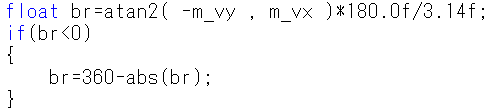 float br=atan2( -m_vy , m_vx )*180.0f/3.14f;
if(br<0)
{
    br=360-abs(br);
}